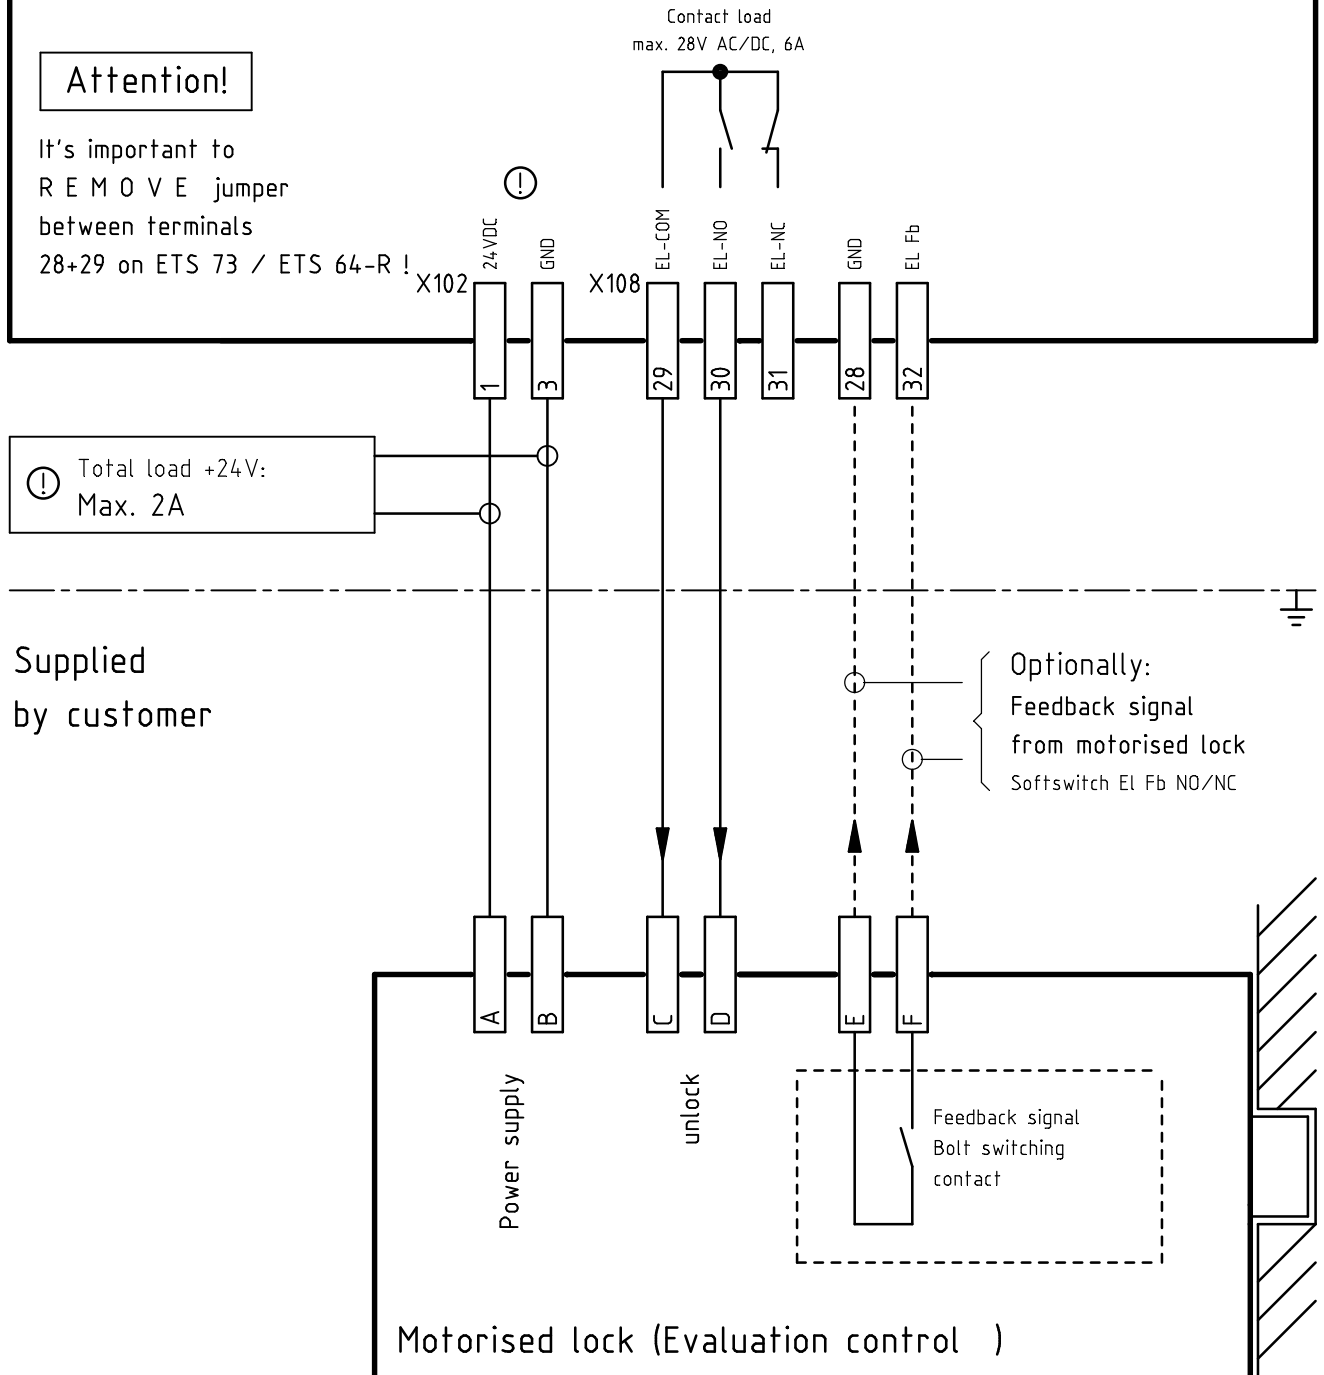 Contact load
max. 28V AC/DC, 6A
Attention!
It's important to
R E M O V E jumper
between terminals
28+29 on ETS 73 / ETS 64-R !
X102
24VDC
GND
X108
EL-COM
EL-NO
EL-NC
GND
EL Fb
1
3
29
30
31
28
32
! Total load +24V:
Max. 2A
!
Supplied
by customer
Optionally:
Feedback signal
from motorised lock
Softswitch El Fb NO/NC
A
B
C
D
E
F
Power supply
unlock
Feedback signal
Bolt switching
contact
Motorised lock (Evaluation control )